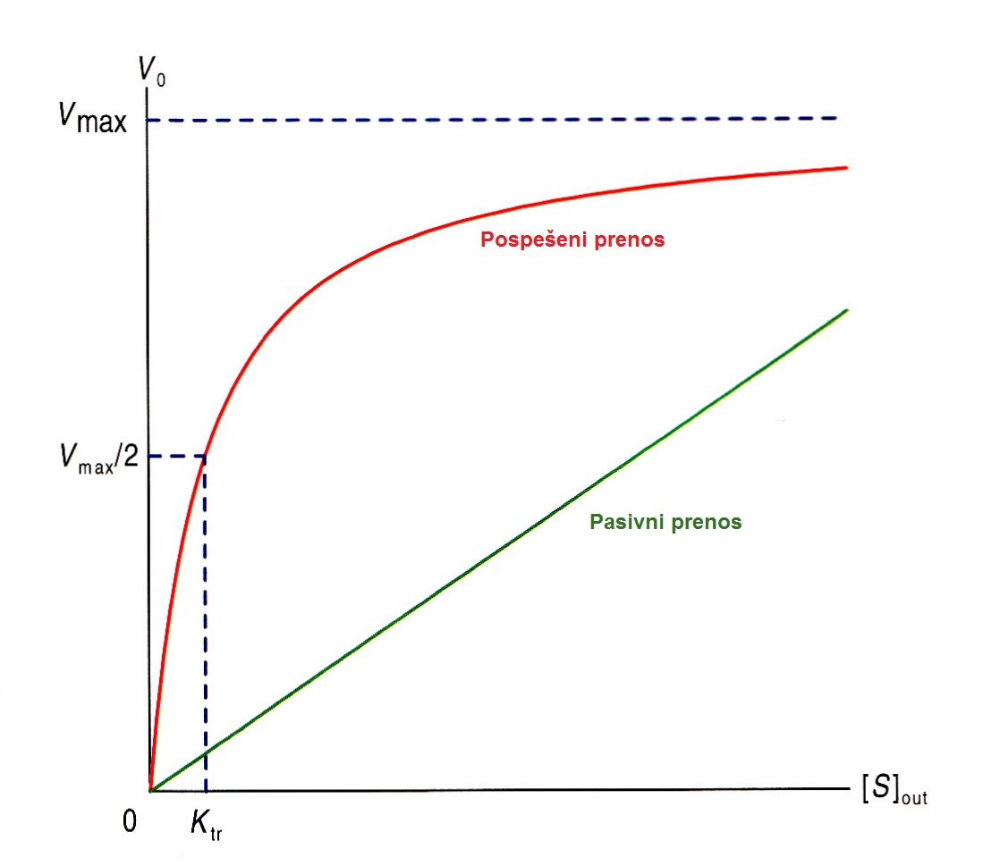 V₀
Vmax
Pospešeni prenos
Vmax/2
Pasivni prenos
[S]out
0
Ktr